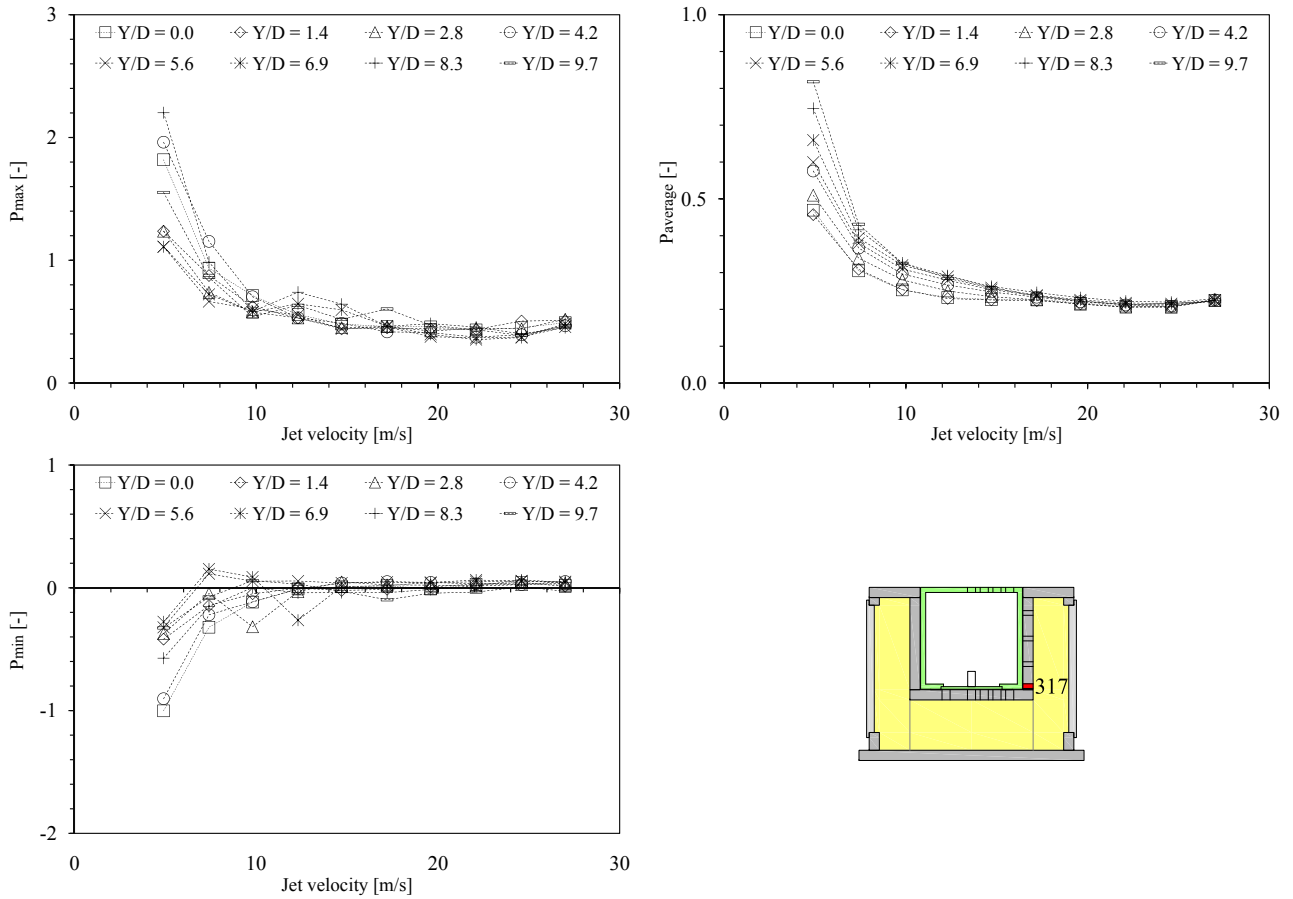 3
2
1
0
Pmax [-]
Y/D = 0.0 Y/D = 1.4 Y/D = 2.8 Y/D = 4.2
Y/D = 5.6 Y/D = 6.9 Y/D = 8.3 Y/D = 9.7
0 10 20 30
Jet velocity [m/s]
1.0
0.5
0.0
Paverage [-]
Y/D = 0.0 Y/D = 1.4 Y/D = 2.8 Y/D = 4.2
Y/D = 5.6 Y/D = 6.9 Y/D = 8.3 Y/D = 9.7
0 10 20 30
Jet velocity [m/s]
1
0
-1
-2
Pmin [-]
Y/D = 0.0 Y/D = 1.4 Y/D = 2.8 Y/D = 4.2
Y/D = 5.6 Y/D = 6.9 Y/D = 8.3 Y/D = 9.7
0 10 20 30
Jet velocity [m/s]
317